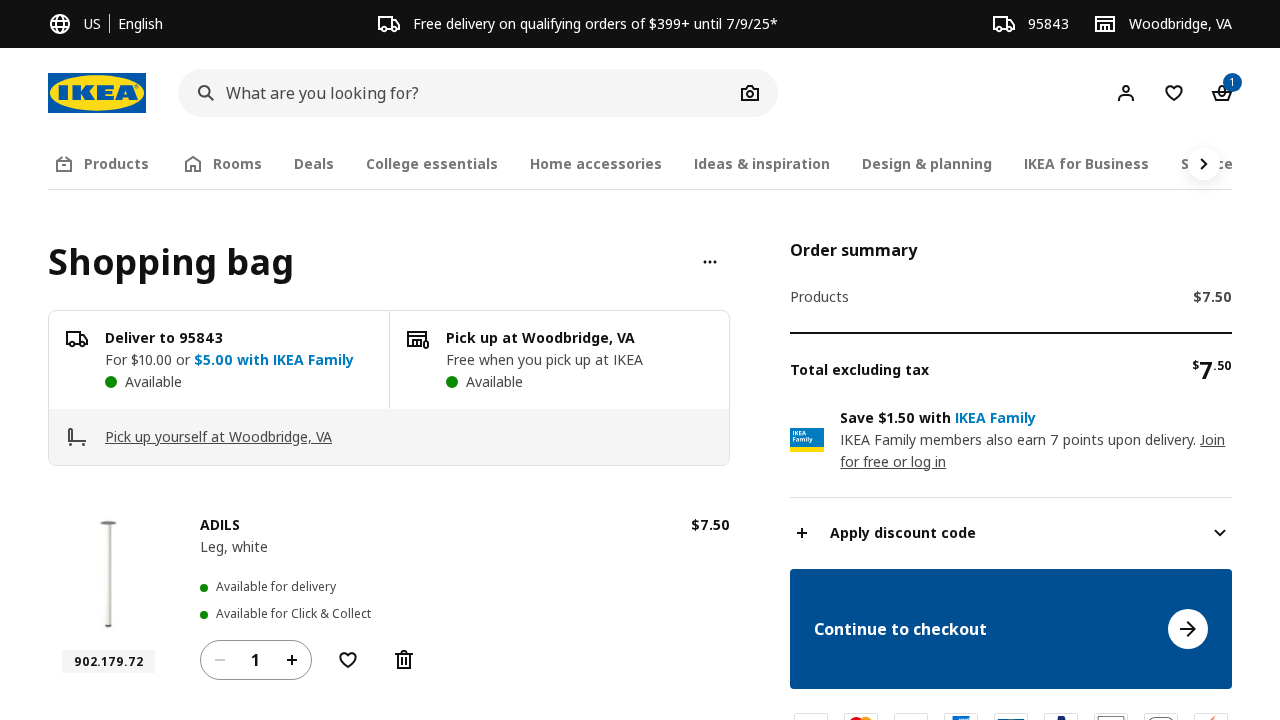 US
English
Free delivery on qualifying orders of $399+ until 7/9/25*
95843
Woodbridge, VA
IKEA
What are you looking for?
1
Products
Rooms
Deals
College essentials
Home accessories
Ideas & inspiration
Design & planning
IKEA for Business
Shopping bag
Deliver to 95843
For $10.00 or $5.00 with IKEA Family
Available
Pick up at Woodbridge, VA
Free when you pick up at IKEA
Available
Pick up yourself at Woodbridge, VA
ADILS
$7.50
Leg, white
Available for delivery
Available for Click & Collect
902.179.72
1
Order summary
Products
$7.50
Total excluding tax
$7.50
IKEA
Family
Save $1.50 with IKEA Family
IKEA Family members also earn 7 points upon delivery. Join
for free or log in
Apply discount code
Continue to checkout